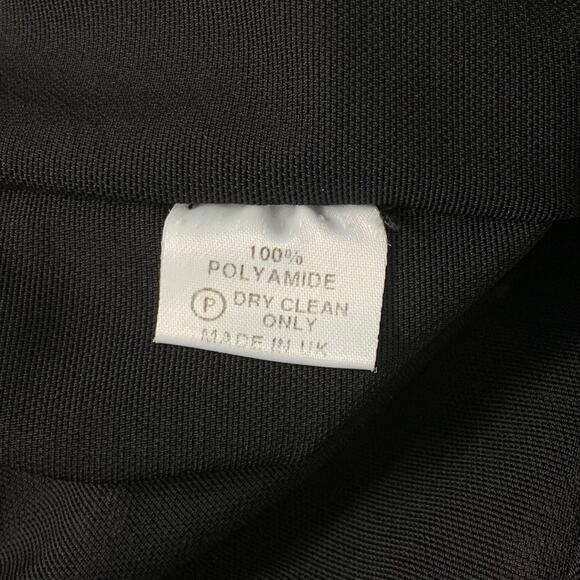 100%
POLYAMIDE
P DRY CLEAN
ONLY
MADE IN UK